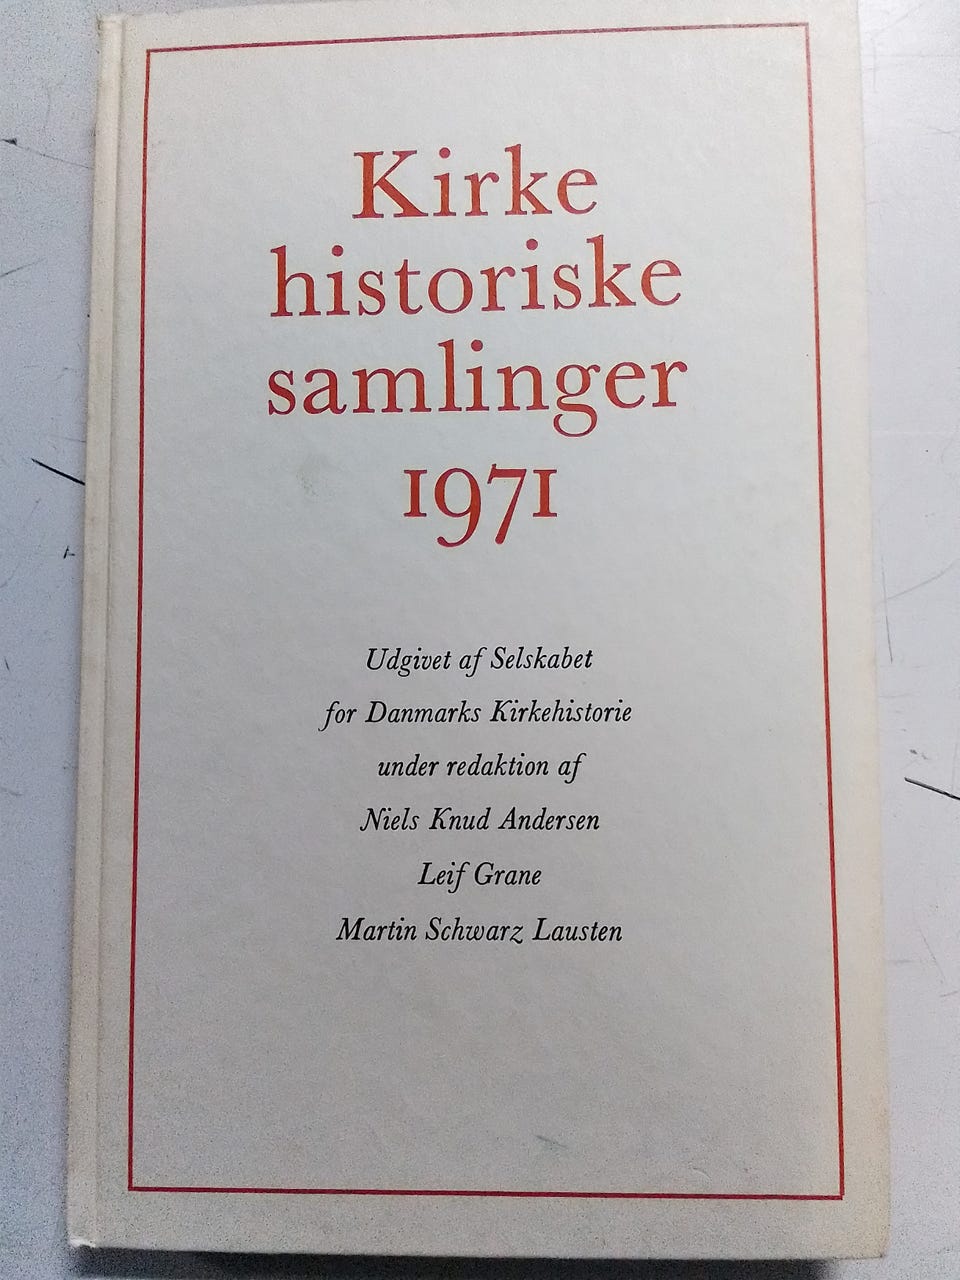 Kirke
historiske
samlinger
1971
Udgivet af Selskabet
for Danmarks Kirkehistorie
under redaktion af
Niels Knud Andersen
Leif Grane
Martin Schwarz Lausten